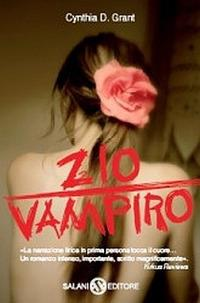 Cynthia D. Grant
ZIO
VAMPIRO
«La narrazione lirica in prima persona tocca il cuore...
Un romanzo intenso, importante, scritto magnificamente».
Kirkus Reviews
SALANI EDITORE